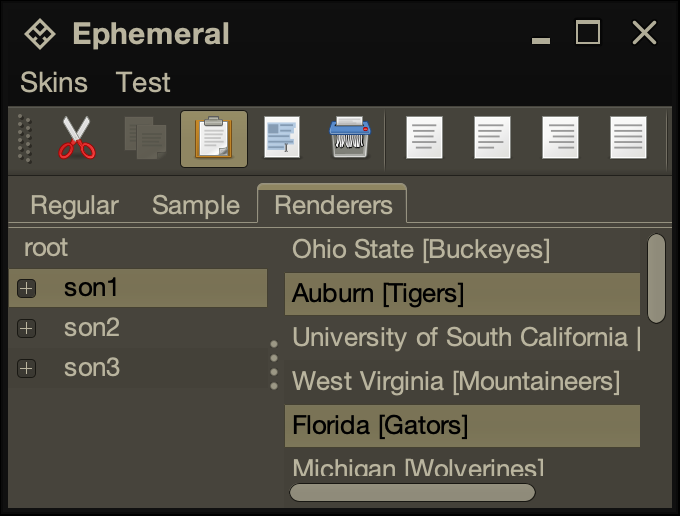 Ephemeral
Skins Test
Regular Sample Renderers
root
son1
son2
son3
Ohio State [Buckeyes]
Auburn [Tigers]
University of South California [
West Virginia [Mountaineers]
Florida [Gators]
Michigan [Wolverines]